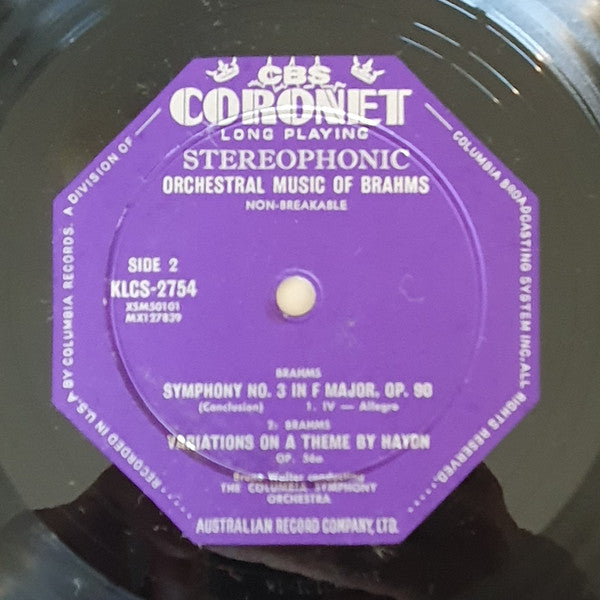 CBS
CORONET
LONG PLAYING
STEREOPHONIC
ORCHESTRAL MUSIC OF BRAHMS
NON-BREAKABLE
SIDE 2
KLCS-2754
XSM50101
MX127839
BRAHMS
SYMPHONY NO. 3 IN F MAJOR, OP. 90
(Conclusion) 1. IV — Allegro
2: BRAHMS
VARIATIONS ON A THEME BY HAYDN
OP. 56a
Bruno Walter conducting
THE COLUMBIA SYMPHONY
ORCHESTRA
AUSTRALIAN RECORD COMPANY, LTD.
RECORDED IN U.S.A. BY COLUMBIA RECORDS. A DIVISION OF — COLUMBIA BROADCASTING SYSTEM INC. ALL RIGHTS RESERVED.....